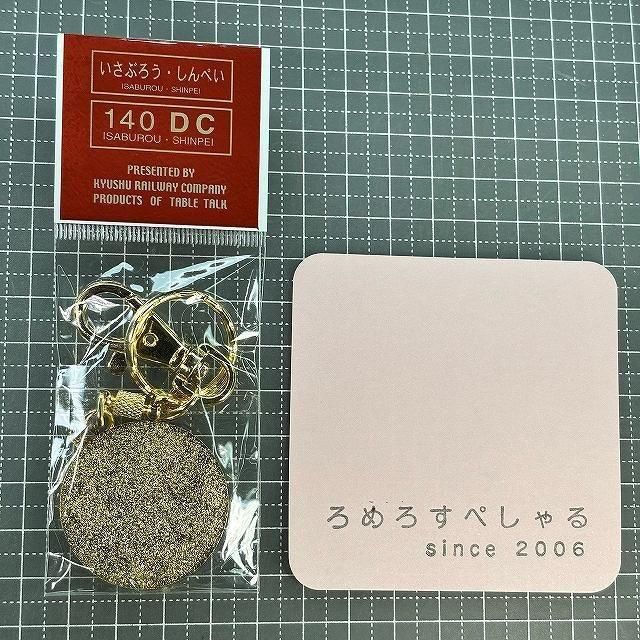 いさぶろう・しんぺい
ISABUROU・SHINPEI
140 DC
ISABUROU・SHINPEI
PRESENTED BY
KYUSHU RAILWAY COMPANY
PRODUCTS OF TABLE TALK
ろめろすぺしゃる
since 2006